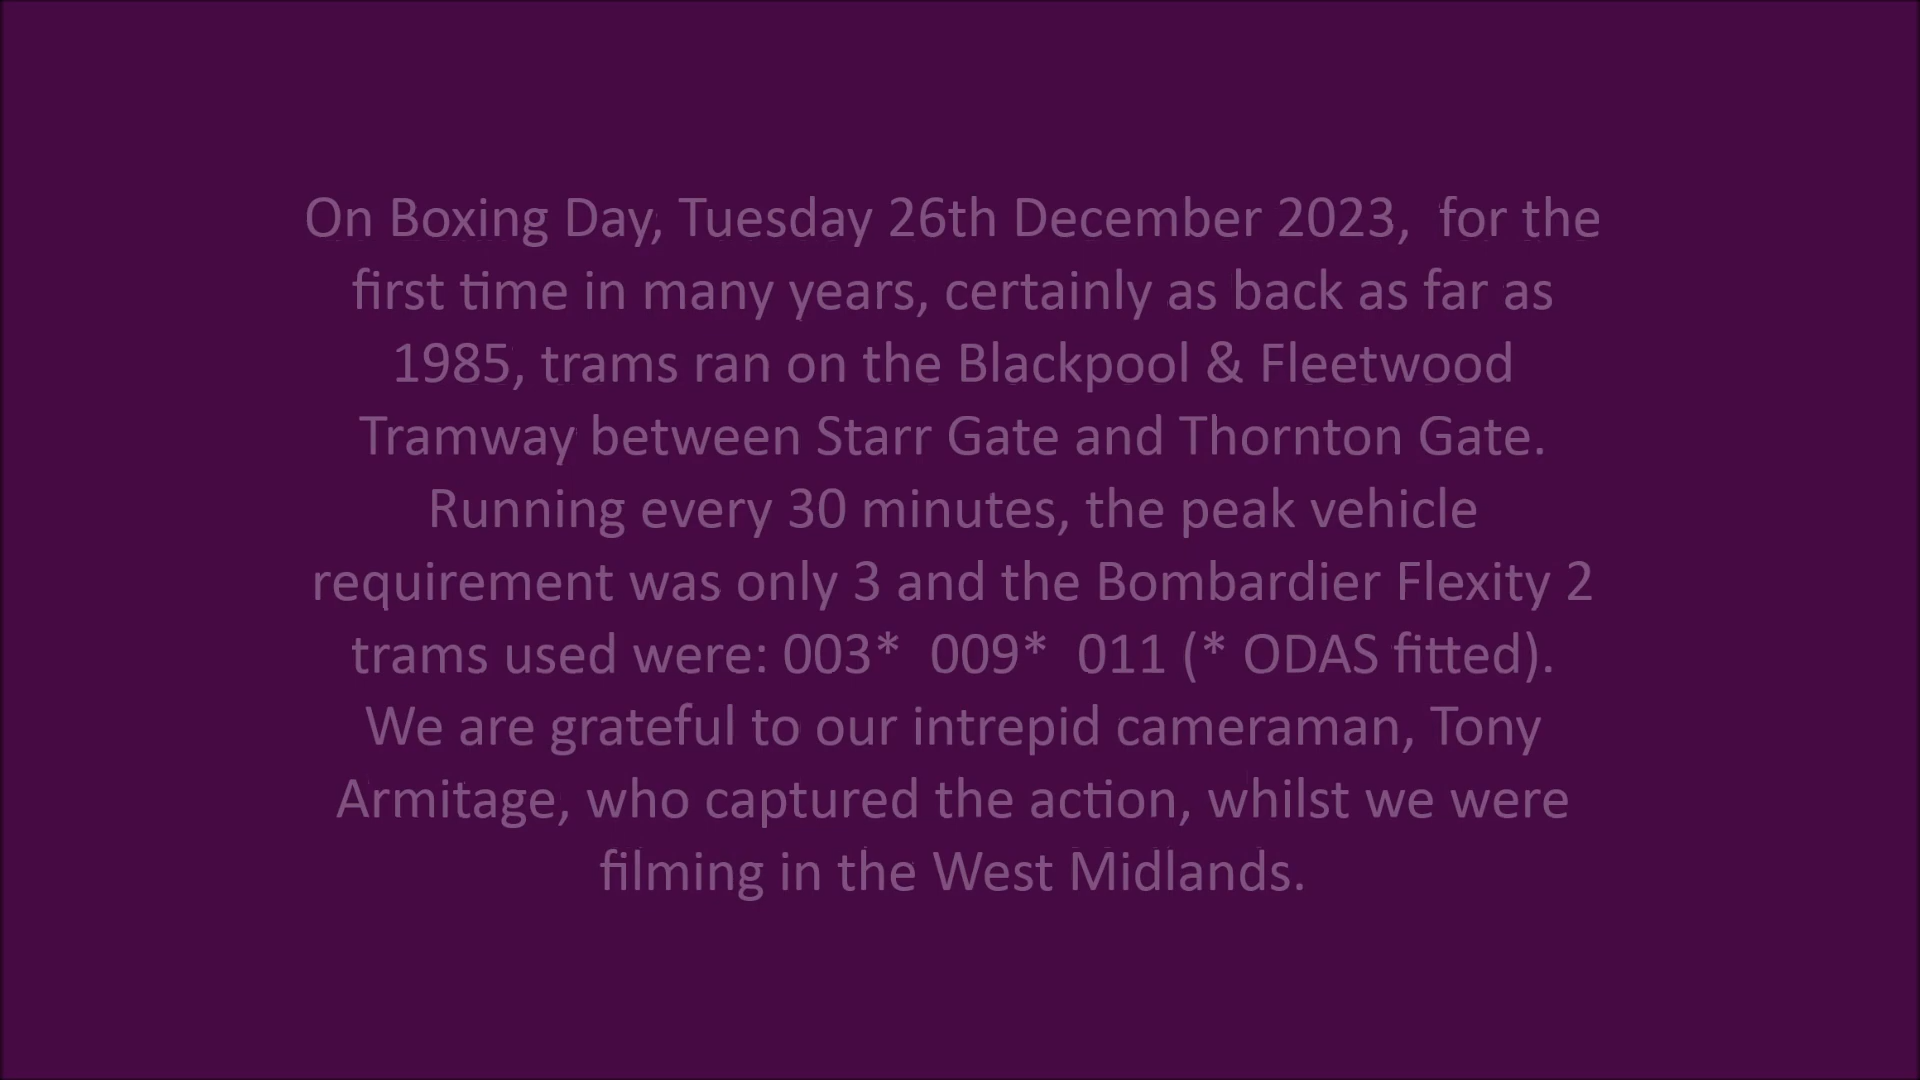 On Boxing Day, Tuesday 26th December 2023,  for the
first time in many years, certainly as back as far as
1985, trams ran on the Blackpool & Fleetwood
Tramway between Starr Gate and Thornton Gate.
Running every 30 minutes, the peak vehicle
requirement was only 3 and the Bombardier Flexity 2
trams used were: 003*  009*  011 (* ODAS fitted).
We are grateful to our intrepid cameraman, Tony
Armitage, who captured the action, whilst we were
filming in the West Midlands.